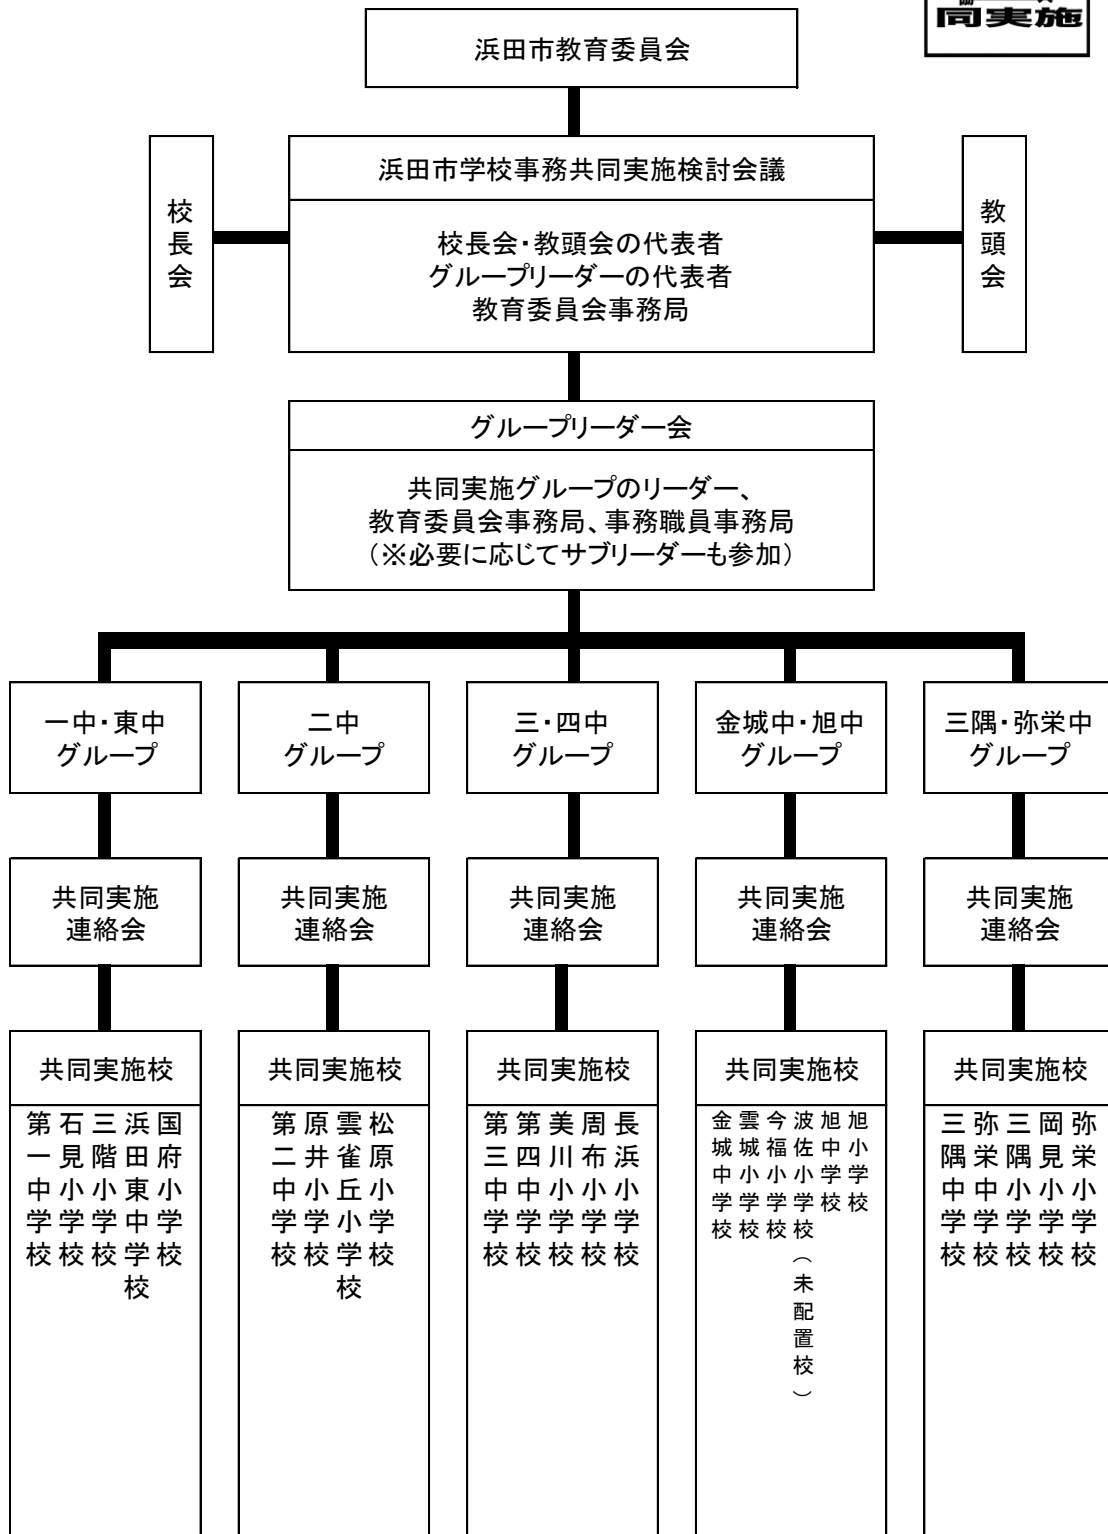 同実施
浜田市教育委員会
浜田市学校事務共同実施検討会議
校長会
校長会・教頭会の代表者
グループリーダーの代表者
教育委員会事務局
教頭会
グループリーダー会
共同実施グループのリーダー、
教育委員会事務局、事務職員事務局
（※必要に応じてサブリーダーも参加）
一中・東中
グループ
二中
グループ
三・四中
グループ
金城中・旭中
グループ
三隅・弥栄中
グループ
共同実施
連絡会
共同実施
連絡会
共同実施
連絡会
共同実施
連絡会
共同実施
連絡会
共同実施校
第一中学校
石見小学校
三階小学校
浜田東中学校
国府小学校
共同実施校
第二中学校
原井小学校
雲雀丘小学校
松原小学校
共同実施校
第三中学校
第四中学校
美川小学校
周布小学校
長浜小学校
共同実施校
金城中学校
雲城小学校
今福小学校
波佐小学校（未配置校）
旭中学校
旭小学校
共同実施校
三隅中学校
弥栄中学校
三隅小学校
岡見小学校
弥栄小学校